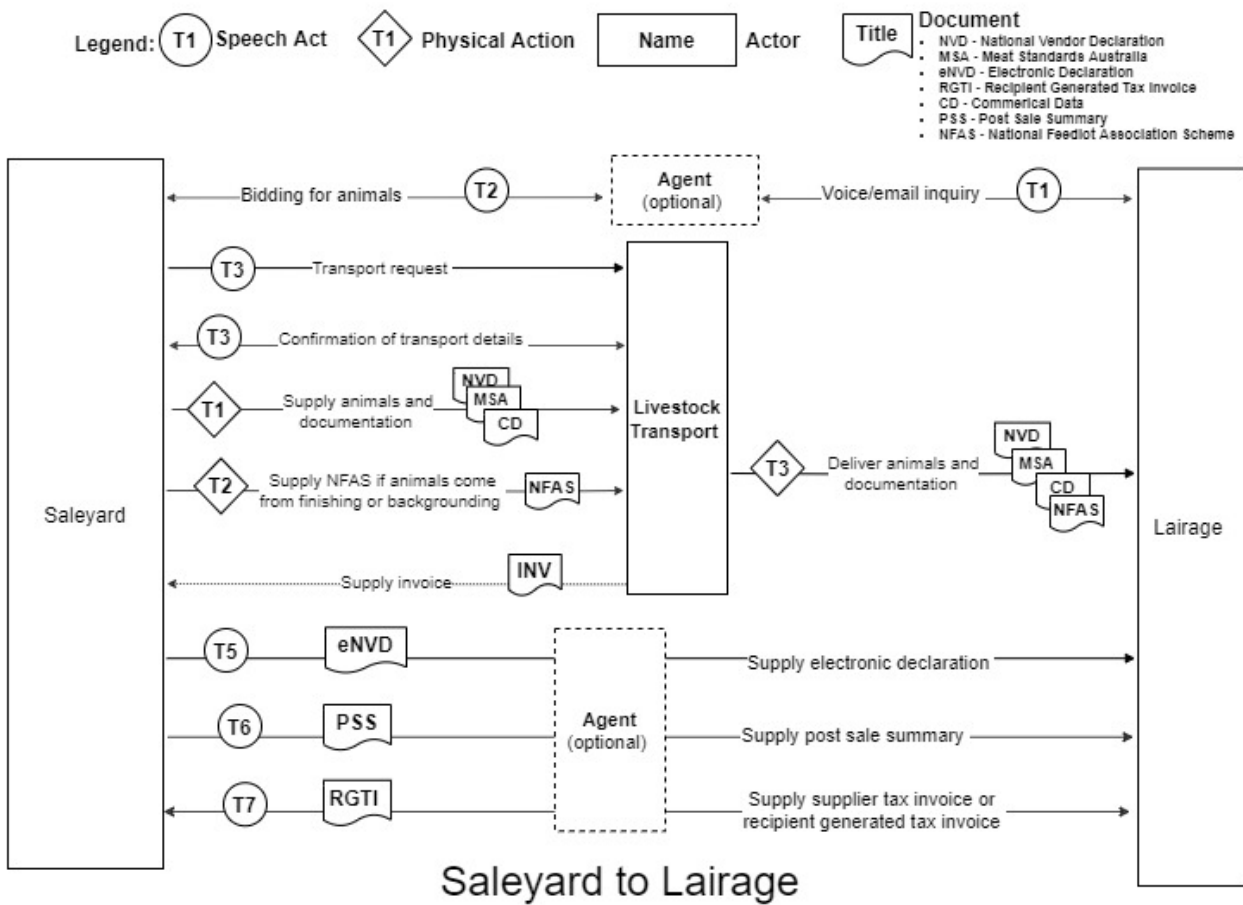 Legend: T1 Speech Act T1 Physical Action Name Actor Title Document
NVD - National Vendor Declaration
MSA - Meat Standards Australia
eNVD - Electronic Declaration
RGTI - Recipient Generated Tax Invoice
CD - Commerical Data
PSS - Post Sale Summary
NFAS - National Feedlot Association Scheme
Bidding for animals T2
Agent
(optional)
Voice/email inquiry T1
T3 Transport request
T3 Confirmation of transport details
T1
Supply animals and
documentation
NVD
MSA
CD
T2
Supply NFAS if animals come
from finishing or backgrounding
NFAS
Supply invoice
INV
Saleyard
Livestock
Transport
T3
Deliver animals and
documentation
NVD
MSA
CD
NFAS
Lairage
T5 eNVD
Supply electronic declaration
T6 PSS
Agent
(optional)
Supply post sale summary
T7 RGTI
Supply supplier tax invoice or
recipient generated tax invoice
Saleyard to Lairage